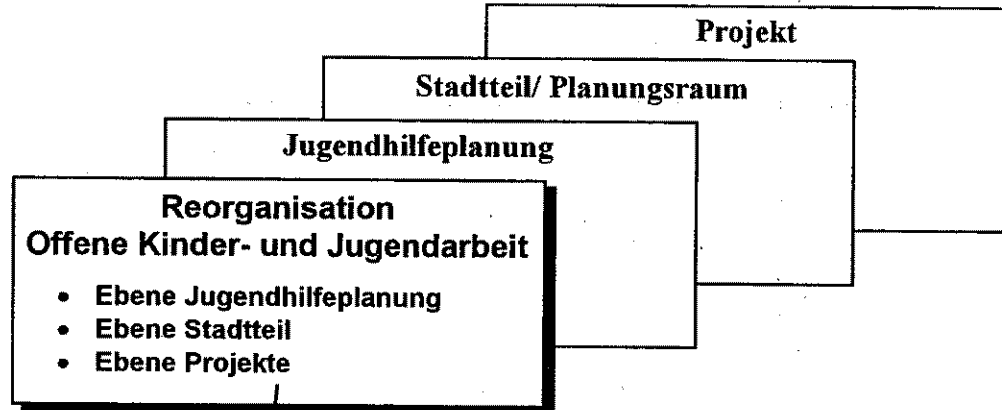 Projekt
Stadtteil/ Planungsraum
Jugendhilfeplanung
Reorganisation
Offene Kinder- und Jugendarbeit
• Ebene Jugendhilfeplanung
• Ebene Stadtteil
• Ebene Projekte